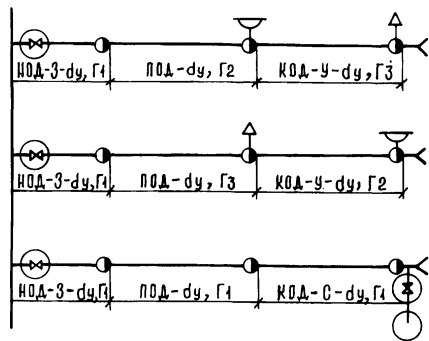 НОД-З-dy, Г1 ПОД-dy, Г2 КОД-У-dy, Г3
НОД-З-dy, Г1 ПОД-dy, Г3 КОД-У-dy, Г2
НОД-З-dy, Г1 ПОД-dy, Г1 КОД-С-dy, Г1